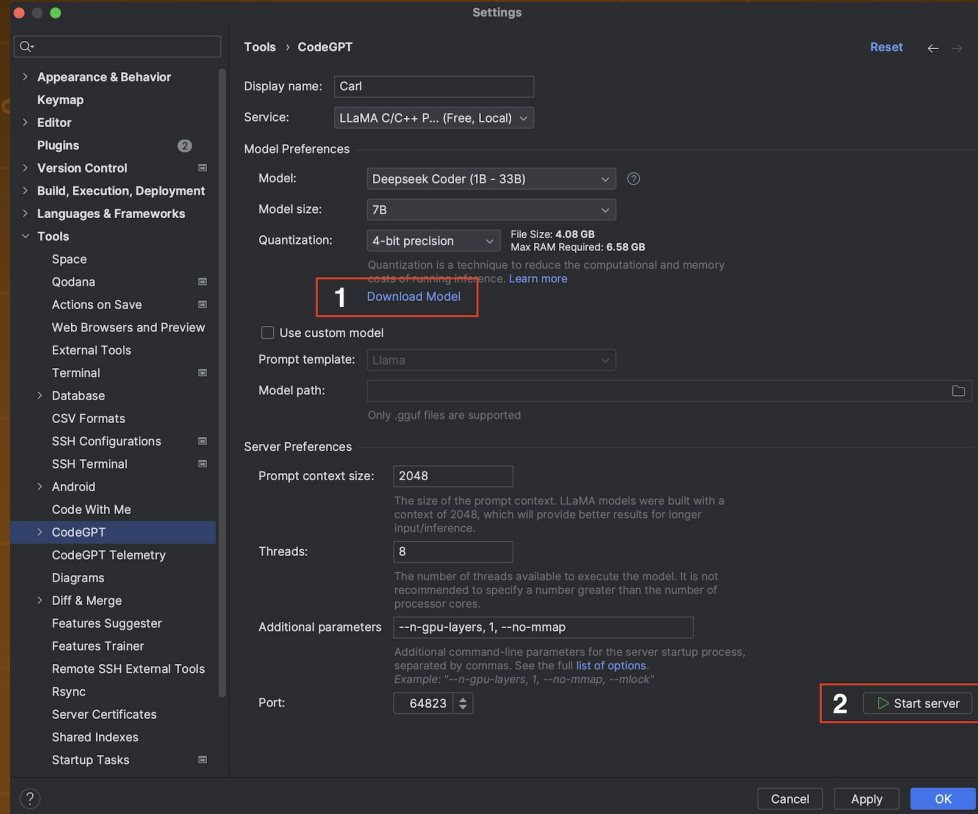 Settings
Tools › CodeGPT
Reset
Appearance & Behavior
Keymap
Editor
Plugins 2
Version Control
Build, Execution, Deployment
Languages & Frameworks
Tools
Space
Qodana
Actions on Save
Web Browsers and Preview
External Tools
Terminal
Database
CSV Formats
SSH Configurations
SSH Terminal
Android
Code With Me
CodeGPT
CodeGPT Telemetry
Diagrams
Diff & Merge
Features Suggester
Features Trainer
Remote SSH External Tools
Rsync
Server Certificates
Shared Indexes
Startup Tasks
Display name: Carl
Service: LLaMA C/C++ P... (Free, Local)
Model Preferences
Model: Deepseek Coder (1B - 33B) ?
Model size: 7B
Quantization: 4-bit precision
File Size: 4.08 GB
Max RAM Required: 6.58 GB
Quantization is a technique to reduce the computational and memory
costs of running inference. Learn more
1 Download Model
Use custom model
Prompt template: Llama
Model path:
Only .gguf files are supported
Server Preferences
Prompt context size: 2048
The size of the prompt context. LLaMA models were built with a
context of 2048, which will provide better results for longer
input/inference.
Threads: 8
The number of threads available to execute the model. It is not
recommended to specify a number greater than the number of
processor cores.
Additional parameters --n-gpu-layers, 1, --no-mmap
Additional command-line parameters for the server startup process,
separated by commas. See the full list of options.
Example: "--n-gpu-layers, 1, --no-mmap, --mlock"
Port: 64823
2 Start server
?
Cancel
Apply
OK